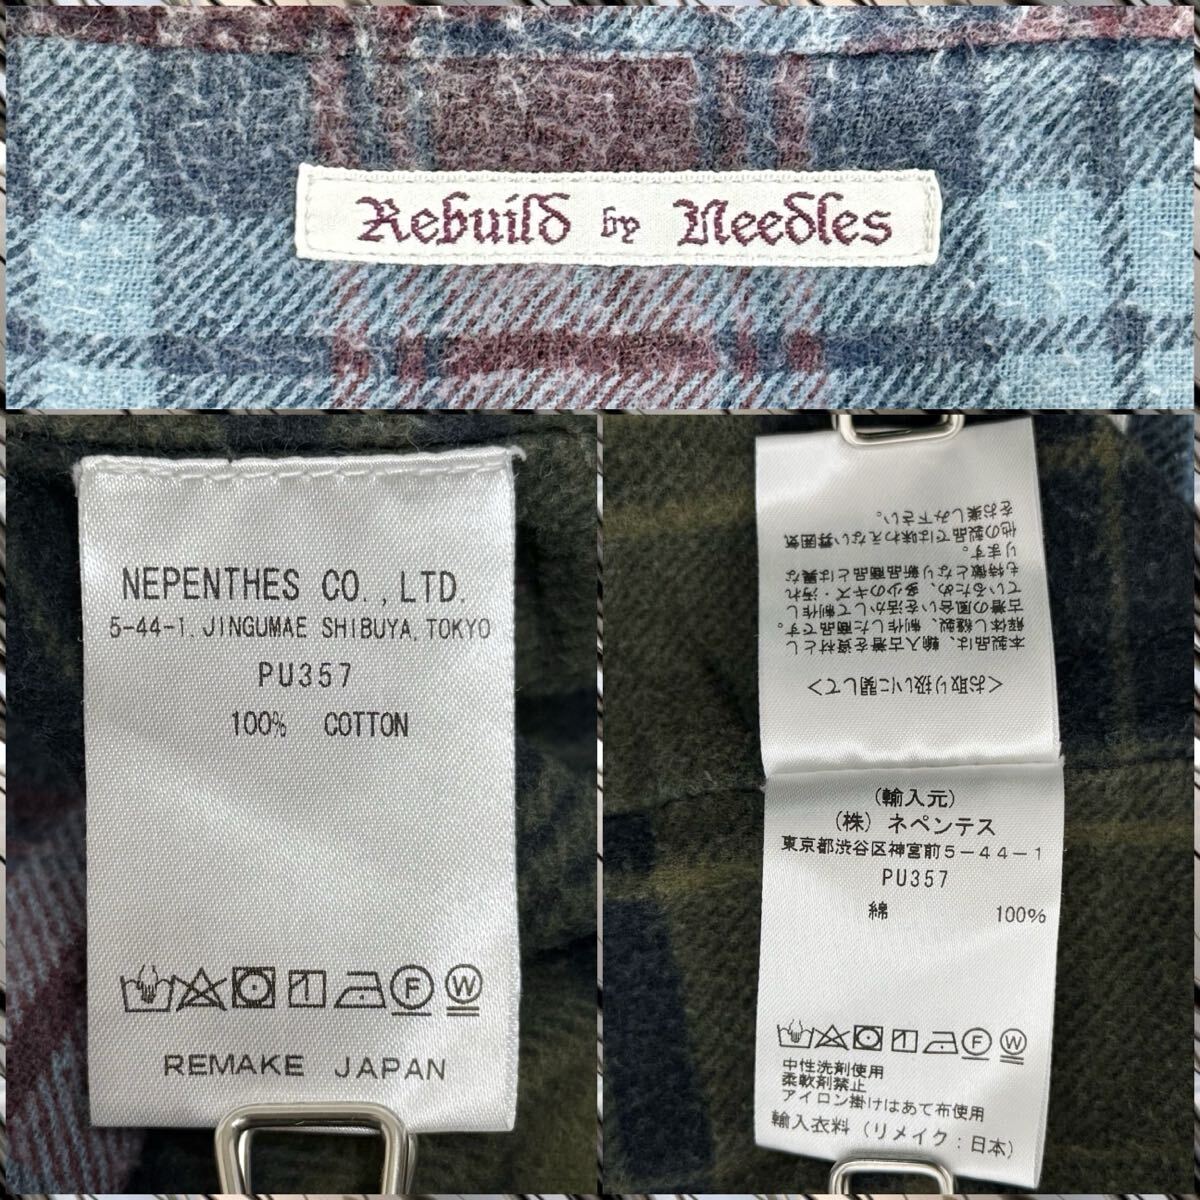 Rebuild by Needles
NEPENTHES CO.,LTD.
5-44-1, JINGUMAE SHIBUYA, TOKYO
PU357
100% COTTON
REMAKE JAPAN
<お取り扱いに関して>
本製品は、輸入古着を資材とし
解体し縫製、制作した商品です。
古着の風合いを活かして制作し
ているため、多少のキズ・汚れ
も特徴となり新品商品とは異な
ります。
他の製品では味わえない雰囲気
をお楽しみ下さい。
(輸入元)
(株) ネペンテス
東京都渋谷区神宮前5-44-1
PU357
綿 100%
中性洗剤使用
柔軟剤禁止
アイロン掛けはあて布使用
輸入衣料 (リメイク:日本)